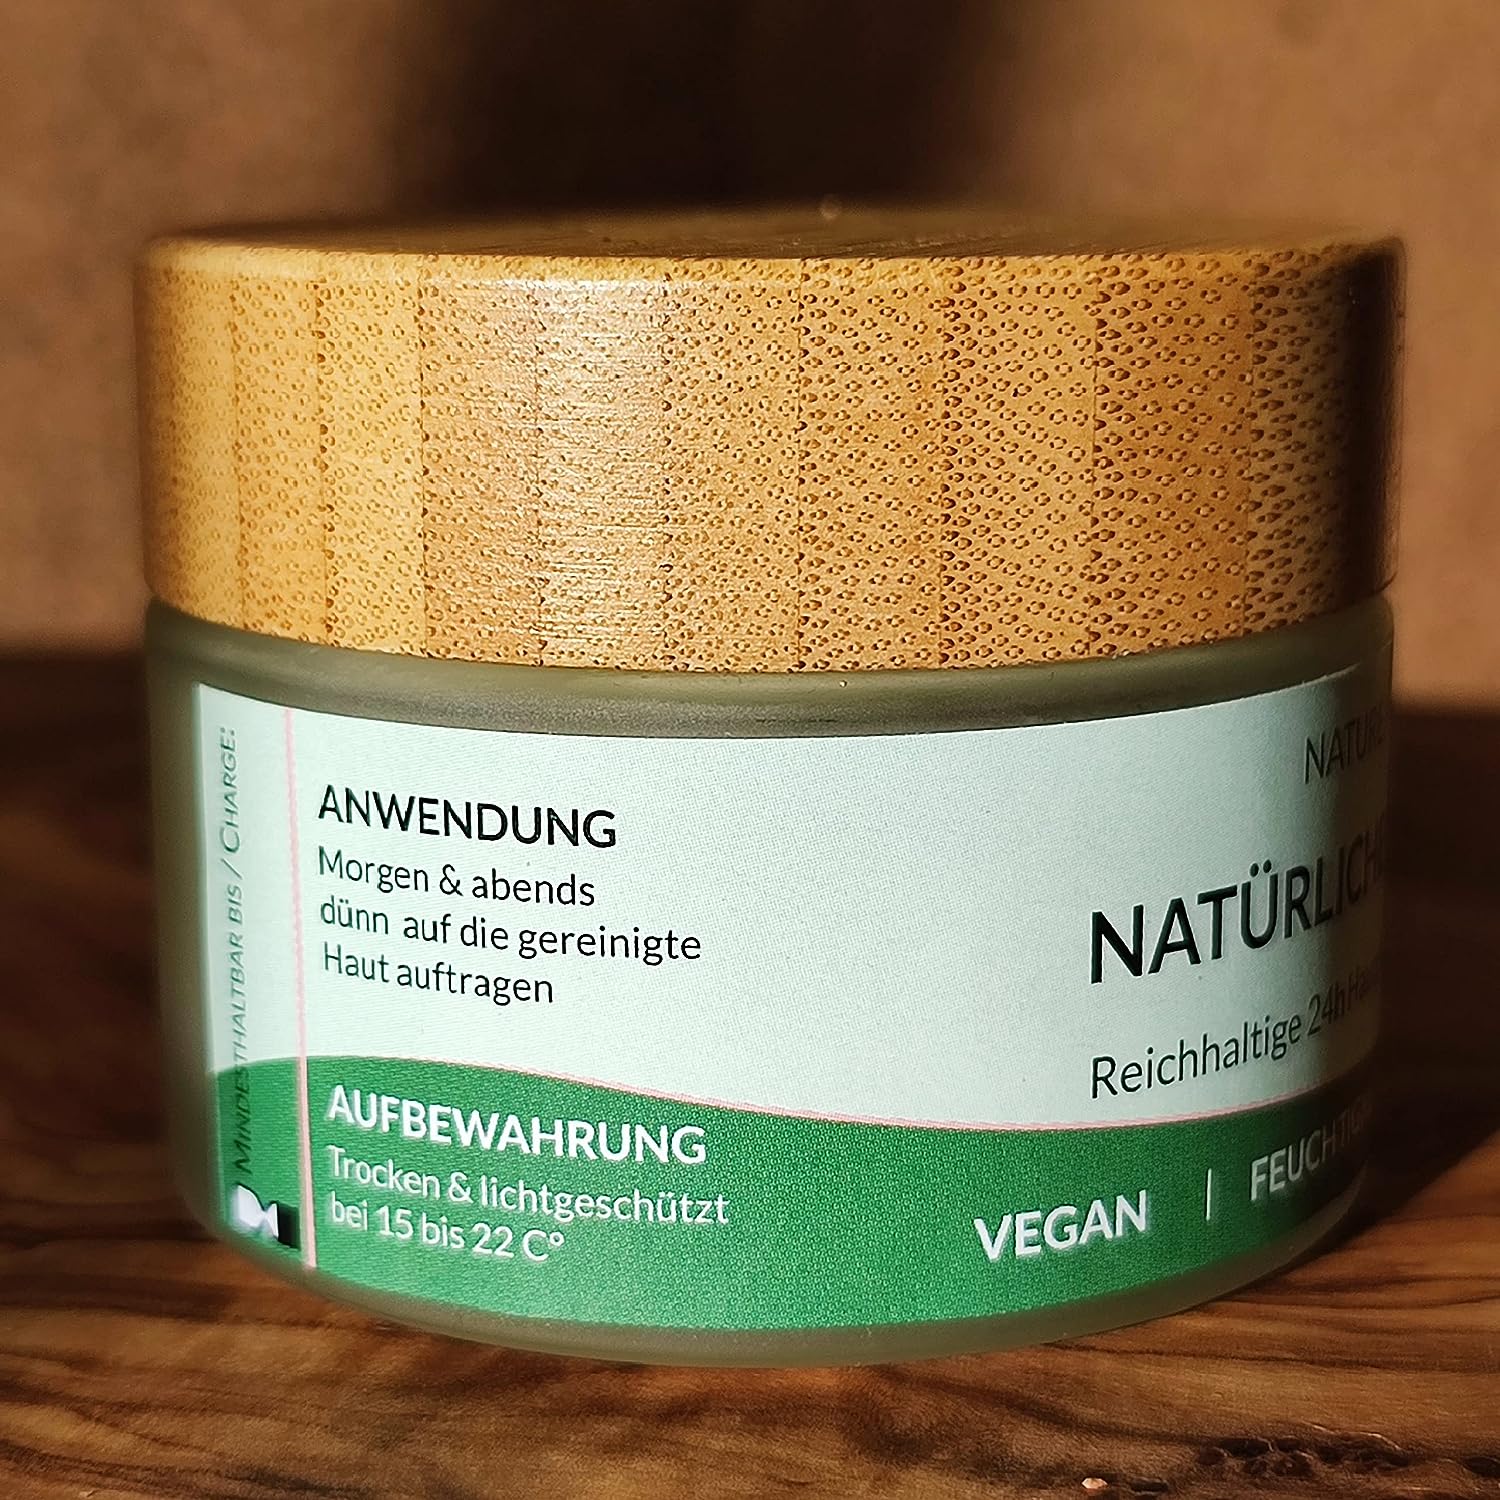 MINDESTHALTBAR BIS / CHARGE:
ANWENDUNG
Morgen & abends
dünn auf die gereinigte
Haut auftragen
AUFBEWAHRUNG
Trocken & lichtgeschützt
bei 15 bis 22 C°
Reichhaltige 24h
VEGAN |